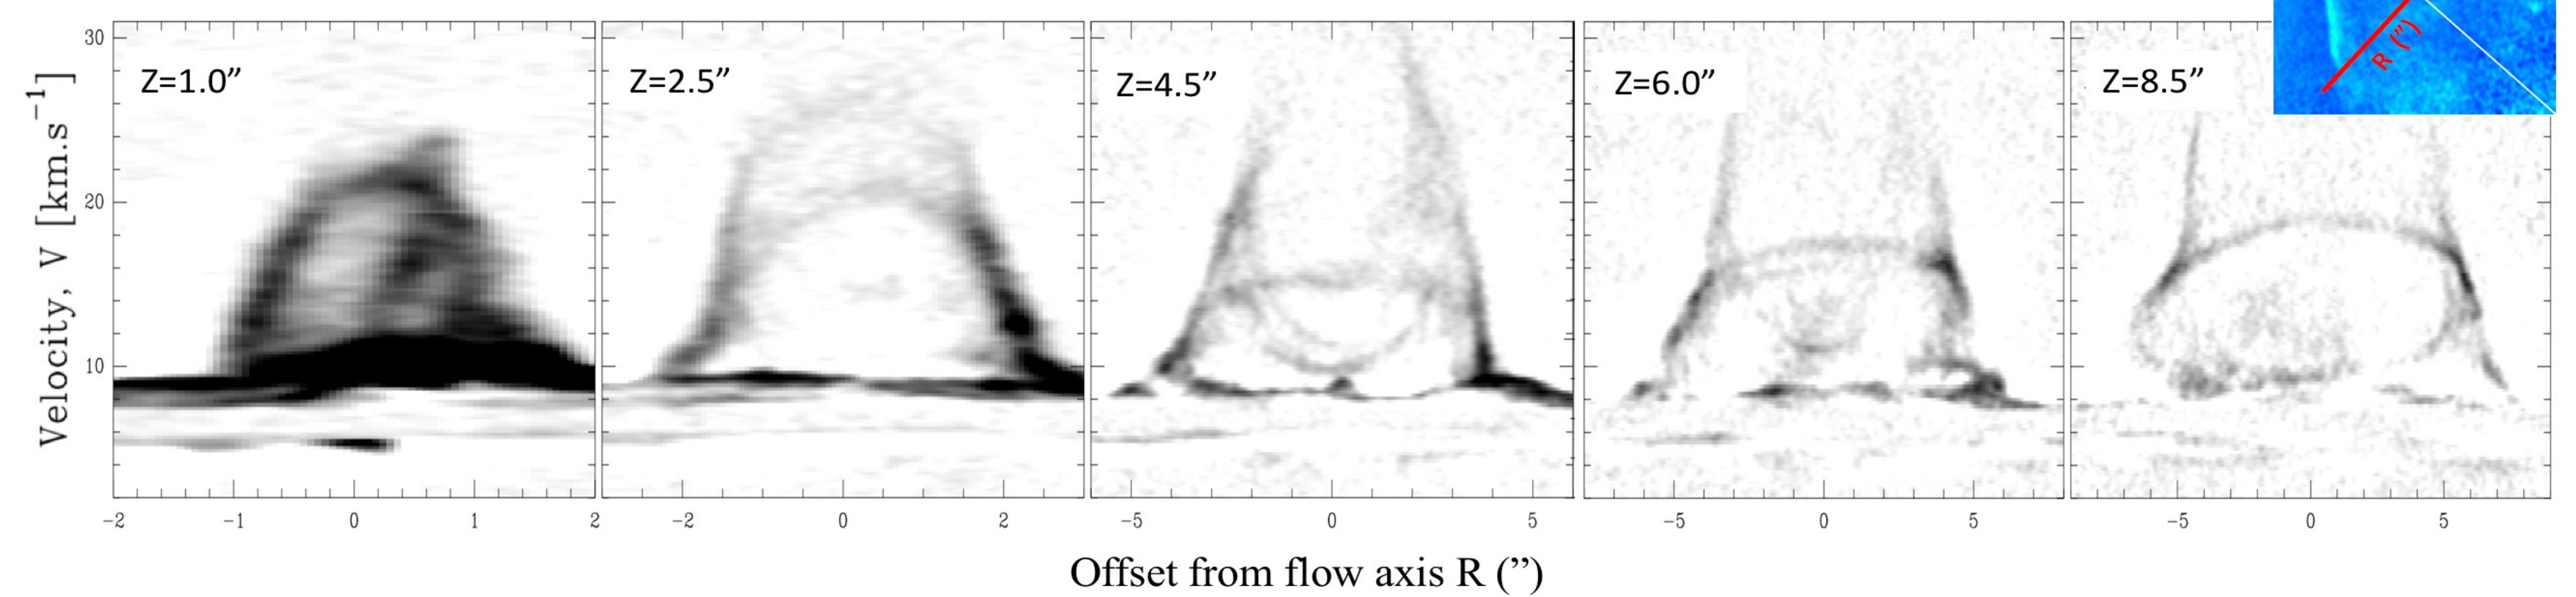 Velocity, V [km.s⁻¹]
30
20
10
Z=1.0”
Z=2.5”
Z=4.5”
Z=6.0”
Z=8.5”
R (”)
-2 -1 0 1 2
-2 0 2
-5 0 5
-5 0 5
-5 0 5
Offset from flow axis R (”)